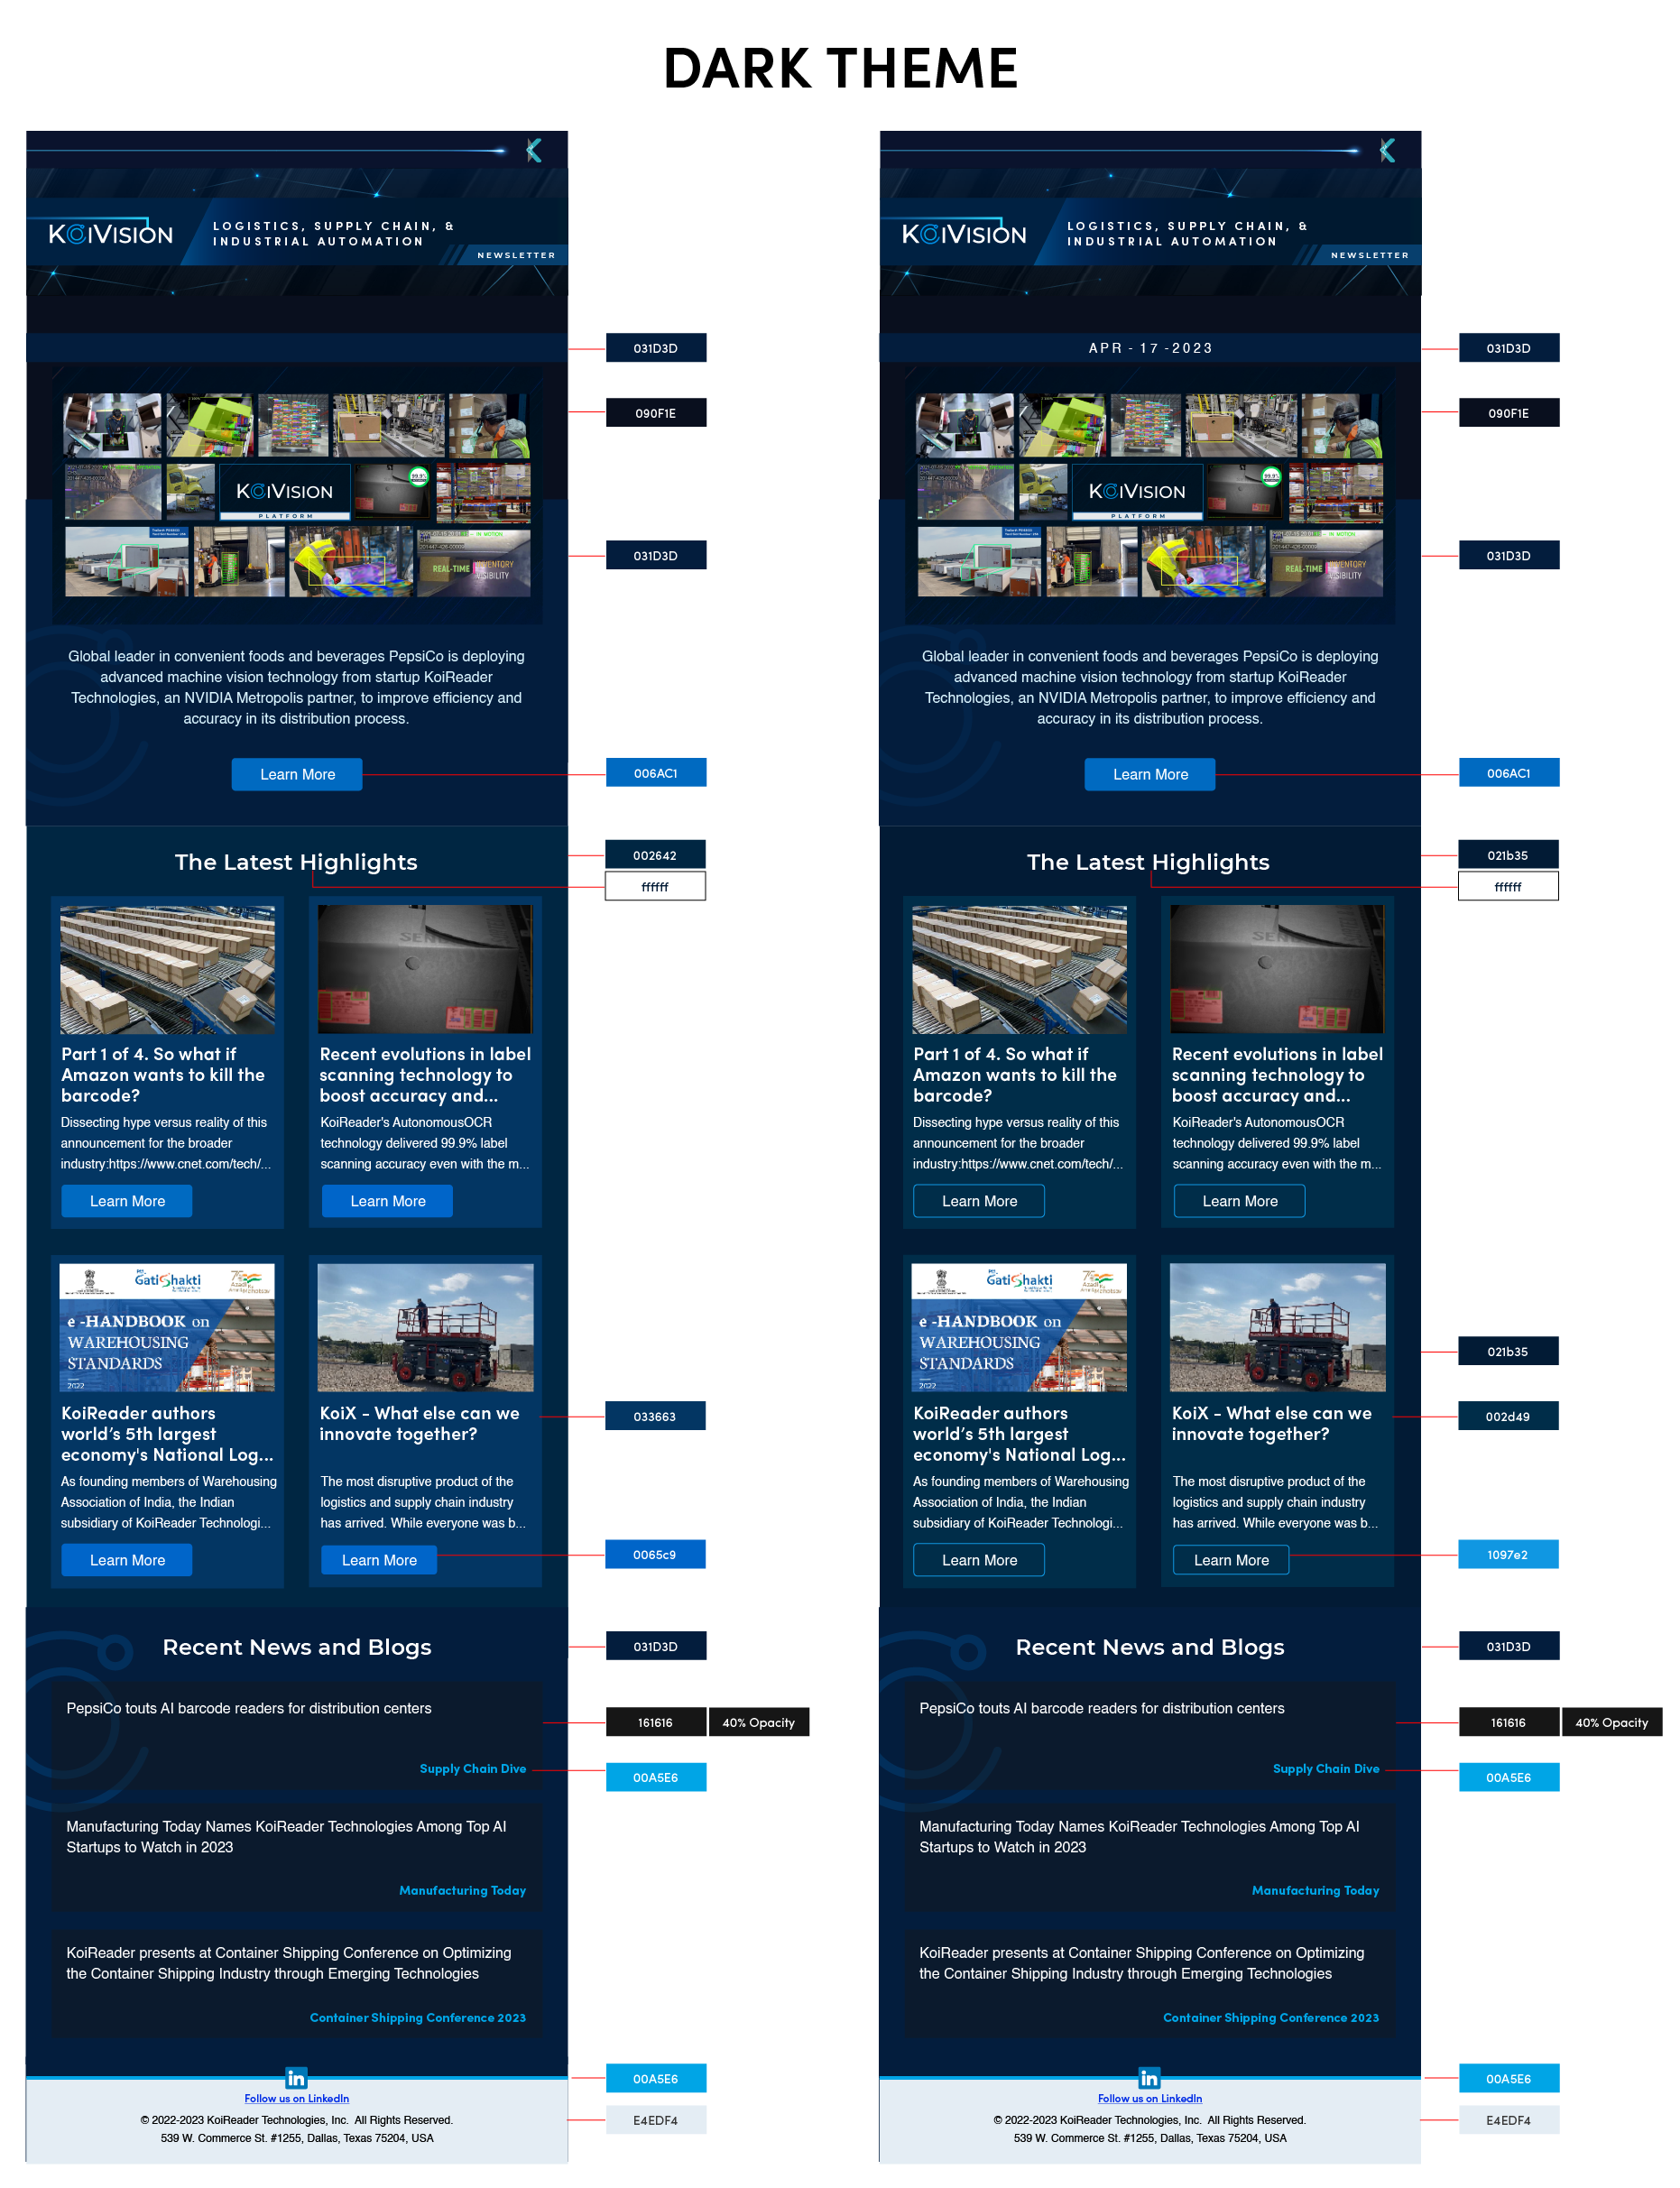 DARK THEME
KOIVISION
LOGISTICS, SUPPLY CHAIN, &
INDUSTRIAL AUTOMATION
NEWSLETTER
031D3D
090F1E
99.9%
KOIVISION
PLATFORM
031D3D
REAL-TIME INVENTORY
VISIBILITY
Global leader in convenient foods and beverages PepsiCo is deploying
advanced machine vision technology from startup KoiReader
Technologies, an NVIDIA Metropolis partner, to improve efficiency and
accuracy in its distribution process.
Learn More
006AC1
The Latest Highlights
002642
ffffff
Part 1 of 4. So what if
Amazon wants to kill the
barcode?
Dissecting hype versus reality of this
announcement for the broader
industry:https://www.cnet.com/tech/...
Learn More
Recent evolutions in label
scanning technology to
boost accuracy and...
KoiReader's AutonomousOCR
technology delivered 99.9% label
scanning accuracy even with the m...
Learn More
GatiShakti
e -HANDBOOK on
WAREHOUSING
STANDARDS
2022
KoiReader authors
world's 5th largest
economy's National Log...
As founding members of Warehousing
Association of India, the Indian
subsidiary of KoiReader Technologi...
Learn More
KoiX - What else can we
innovate together?
The most disruptive product of the
logistics and supply chain industry
has arrived. While everyone was b...
Learn More
033663
0065c9
Recent News and Blogs
031D3D
PepsiCo touts AI barcode readers for distribution centers
161616
40% Opacity
Supply Chain Dive
00A5E6
Manufacturing Today Names KoiReader Technologies Among Top AI
Startups to Watch in 2023
Manufacturing Today
KoiReader presents at Container Shipping Conference on Optimizing
the Container Shipping Industry through Emerging Technologies
Container Shipping Conference 2023
in
00A5E6
Follow us on LinkedIn
© 2022-2023 KoiReader Technologies, Inc.  All Rights Reserved.
539 W. Commerce St. #1255, Dallas, Texas 75204, USA
E4EDF4
KOIVISION
LOGISTICS, SUPPLY CHAIN, &
INDUSTRIAL AUTOMATION
NEWSLETTER
APR - 17 - 2023
031D3D
090F1E
99.9%
KOIVISION
PLATFORM
031D3D
REAL-TIME INVENTORY
VISIBILITY
Global leader in convenient foods and beverages PepsiCo is deploying
advanced machine vision technology from startup KoiReader
Technologies, an NVIDIA Metropolis partner, to improve efficiency and
accuracy in its distribution process.
Learn More
006AC1
The Latest Highlights
021b35
ffffff
Part 1 of 4. So what if
Amazon wants to kill the
barcode?
Dissecting hype versus reality of this
announcement for the broader
industry:https://www.cnet.com/tech/...
Learn More
Recent evolutions in label
scanning technology to
boost accuracy and...
KoiReader's AutonomousOCR
technology delivered 99.9% label
scanning accuracy even with the m...
Learn More
GatiShakti
e -HANDBOOK on
WAREHOUSING
STANDARDS
2022
KoiReader authors
world's 5th largest
economy's National Log...
As founding members of Warehousing
Association of India, the Indian
subsidiary of KoiReader Technologi...
Learn More
KoiX - What else can we
innovate together?
The most disruptive product of the
logistics and supply chain industry
has arrived. While everyone was b...
Learn More
021b35
002d49
1097e2
Recent News and Blogs
031D3D
PepsiCo touts AI barcode readers for distribution centers
161616
40% Opacity
Supply Chain Dive
00A5E6
Manufacturing Today Names KoiReader Technologies Among Top AI
Startups to Watch in 2023
Manufacturing Today
KoiReader presents at Container Shipping Conference on Optimizing
the Container Shipping Industry through Emerging Technologies
Container Shipping Conference 2023
in
00A5E6
Follow us on LinkedIn
© 2022-2023 KoiReader Technologies, Inc.  All Rights Reserved.
539 W. Commerce St. #1255, Dallas, Texas 75204, USA
E4EDF4